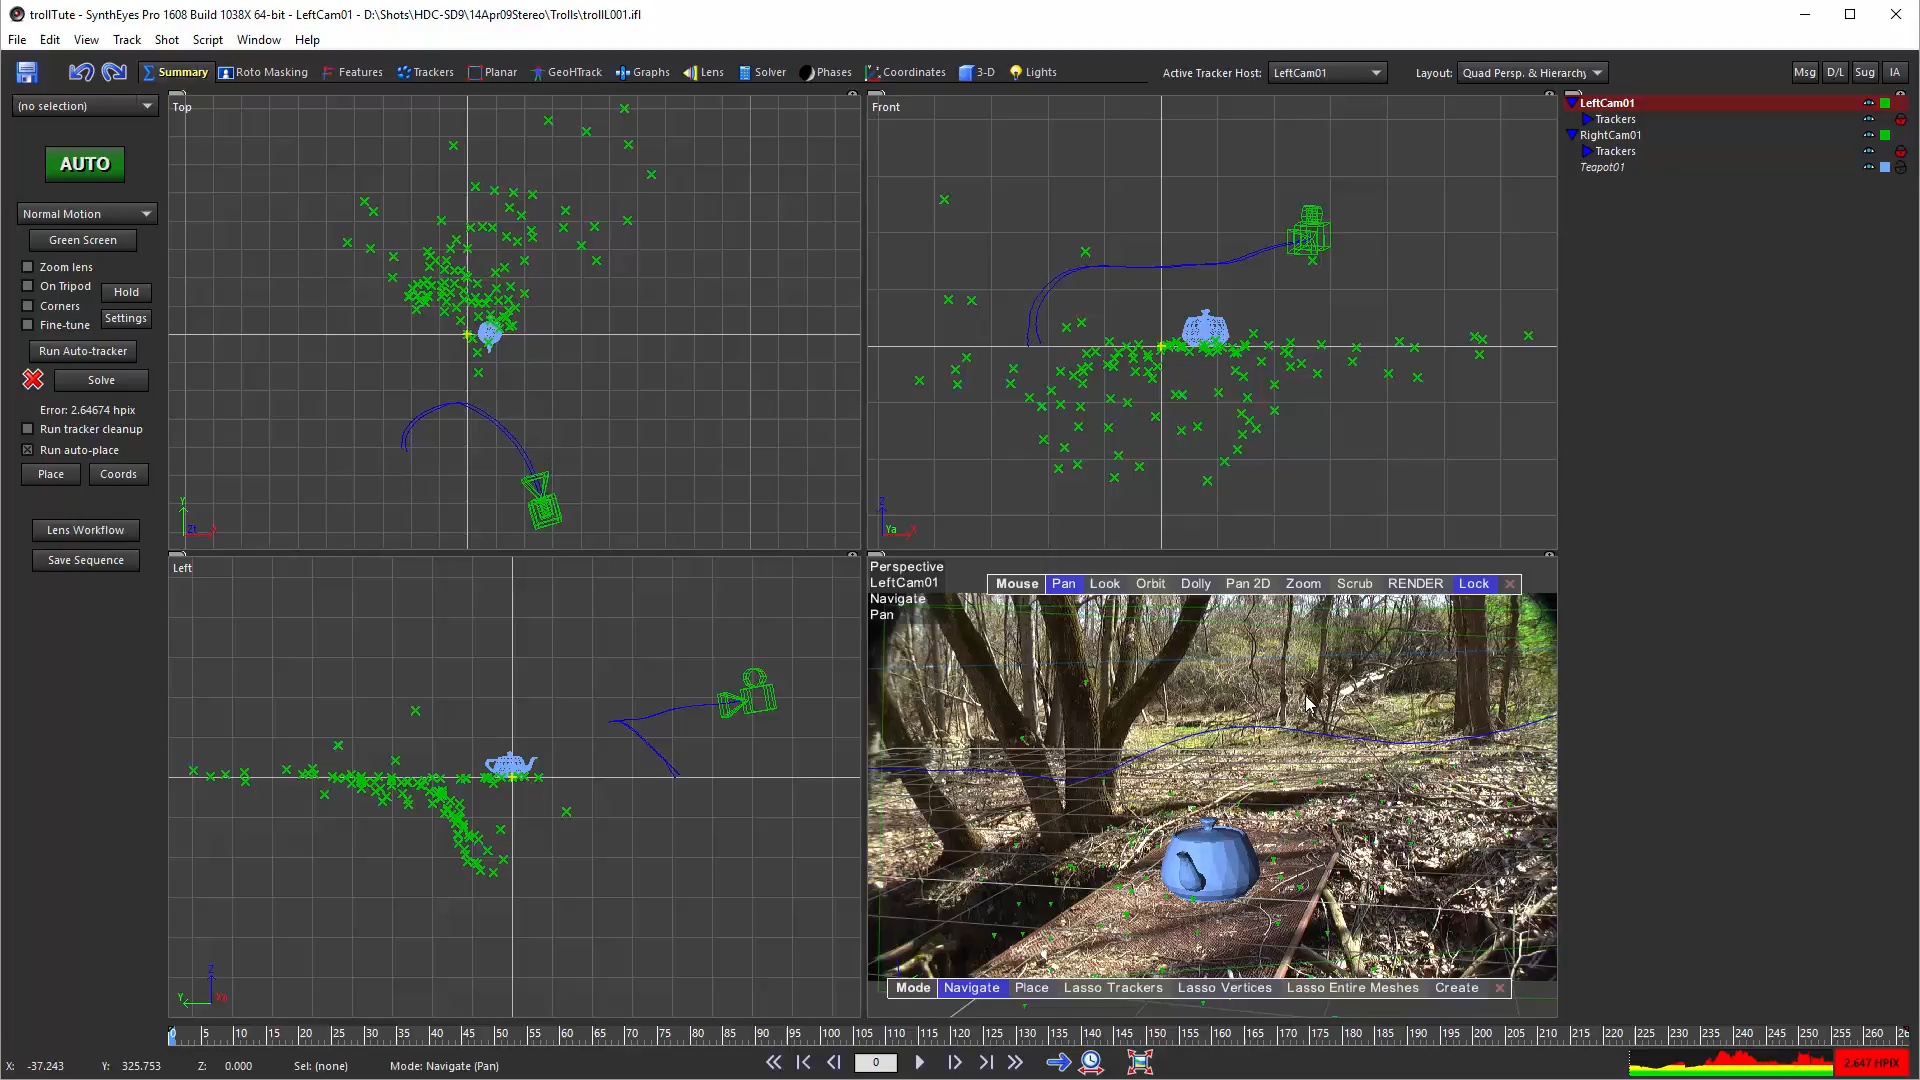 trollTute - SynthEyes Pro 1608 Build 1038X 64-bit - LeftCam01 - D:\Shots\HDC-SD9\14Apr09Stereo\Trolls\trollL001.ifl
File Edit View Track Shot Script Window Help
Summary Roto Masking Features Trackers Planar GeoHTrack Graphs Lens Solver Phases Coordinates 3-D Lights Active Tracker Host: LeftCam01 Layout: Quad Persp. & Hierarchy Msg D/L Sug IA
(no selection)
AUTO
Normal Motion
Green Screen
Zoom lens
On Tripod Hold
Corners
Fine-tune Settings
Run Auto-tracker
Solve
Error: 2.64674 hpix
Run tracker cleanup
Run auto-place
Place Coords
Lens Workflow
Save Sequence
Top
Y
Front
Z
Ya X
Left
Z
Y
Perspective
LeftCam01
Navigate
Pan
Mouse Pan Look Orbit Dolly Pan 2D Zoom Scrub RENDER Lock
Mode Navigate Place Lasso Trackers Lasso Vertices Lasso Entire Meshes Create
LeftCam01
Trackers
RightCam01
Trackers
Teapot01
0 5 10 15 20 25 30 35 40 45 50 55 60 65 70 75 80 85 90 95 100 105 110 115 120 125 130 135 140 145 150 155 160 165 170 175 180 185 190 195 200 205 210 215 220 225 230 235 240 245 250 255 260
X: -37.243 Y: 325.753 Z: 0.000 Sel: (none) Mode: Navigate (Pan) 0 2.647 HPIX